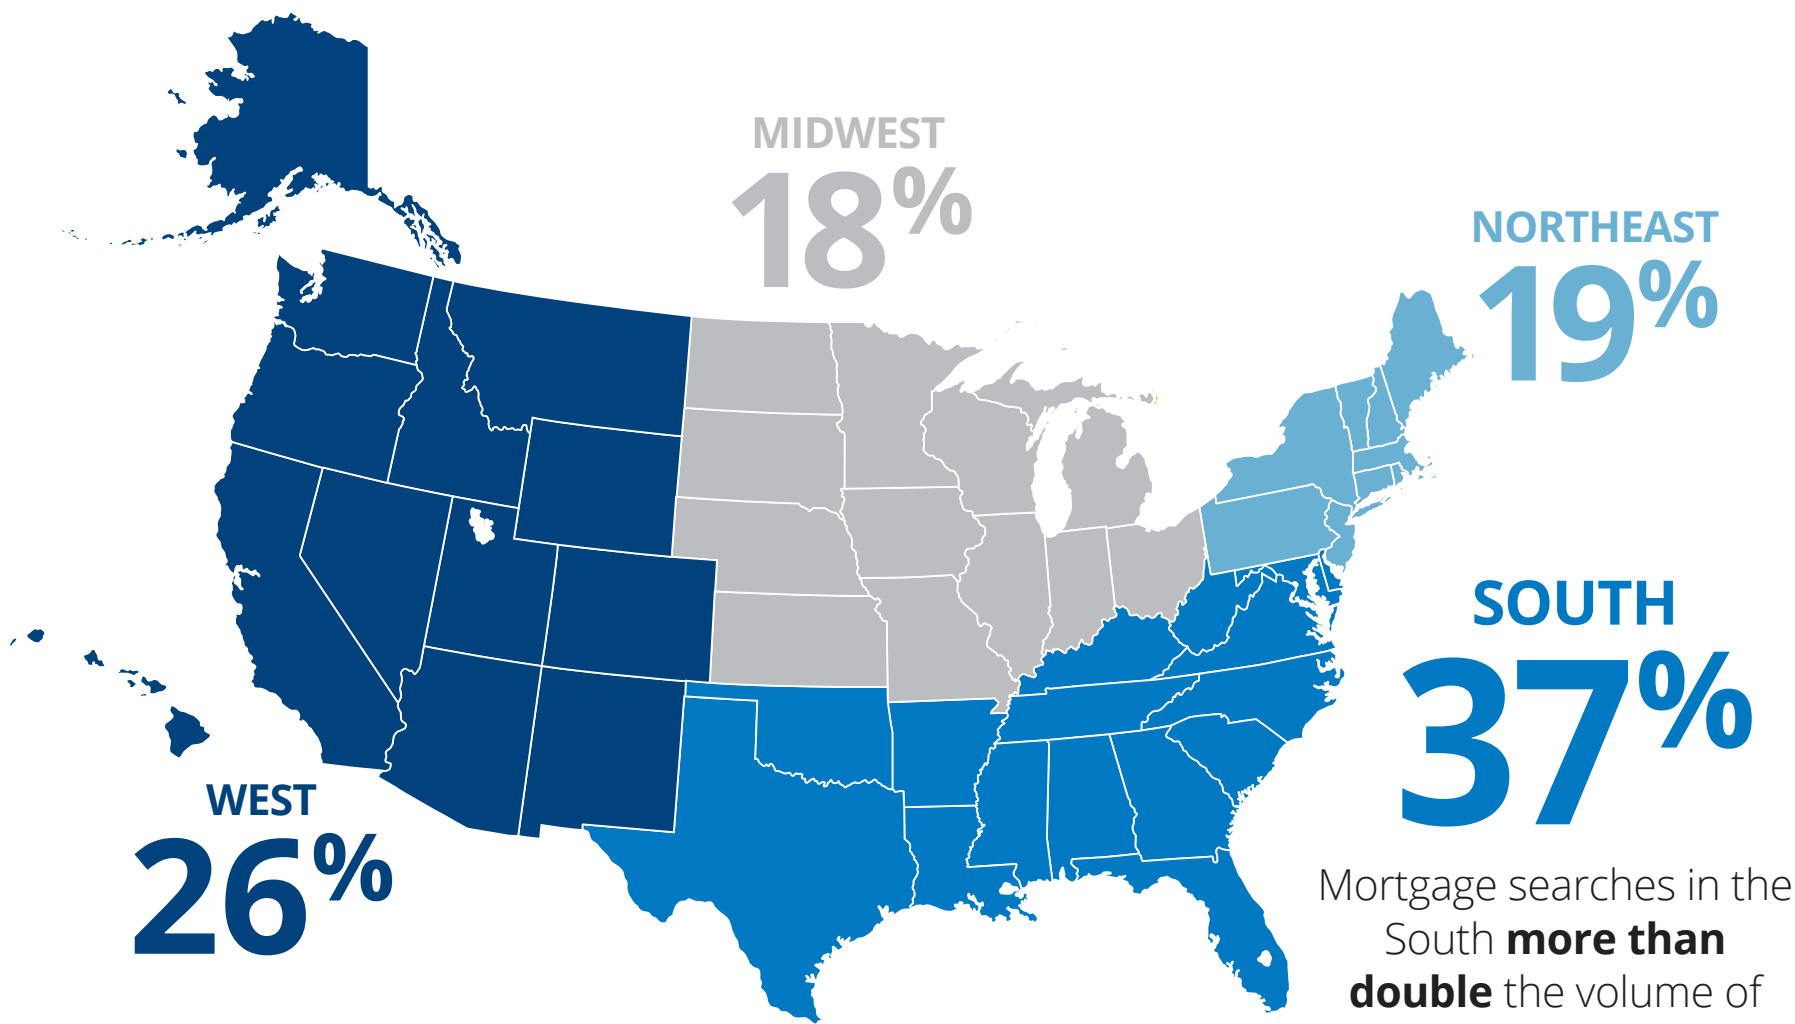 MIDWEST
18%
NORTHEAST
19%
SOUTH
37%
WEST
26%
Mortgage searches in the
South more than
double the volume of